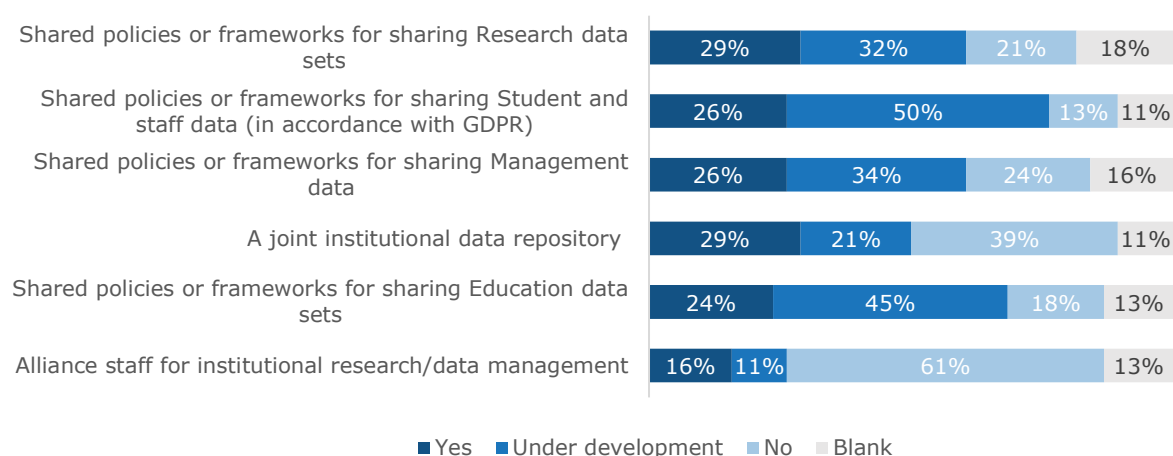 Shared policies or frameworks for sharing Research data
sets
29% 32% 21% 18%
Shared policies or frameworks for sharing Student and
staff data (in accordance with GDPR)
26% 50% 13% 11%
Shared policies or frameworks for sharing Management
data
26% 34% 24% 16%
A joint institutional data repository
29% 21% 39% 11%
Shared policies or frameworks for sharing Education data
sets
24% 45% 18% 13%
Alliance staff for institutional research/data management
16% 11% 61% 13%
Yes Under development No Blank